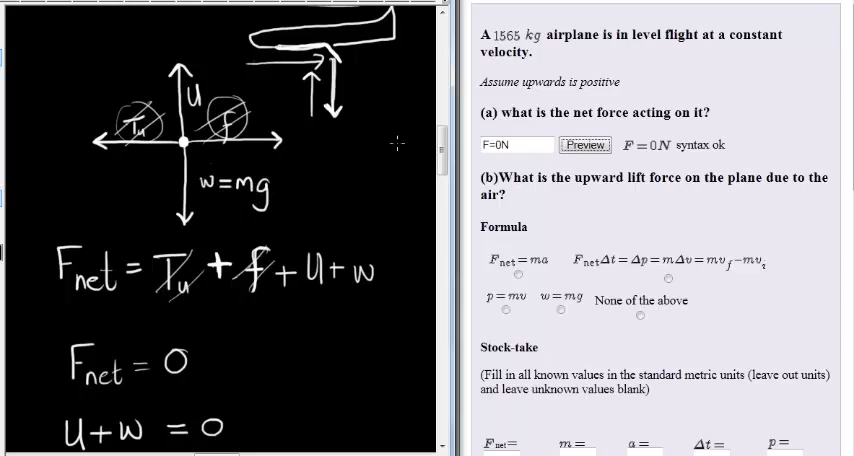 U
Tu f
w=mg
Fnet = Tu + f + U + w
Fnet = 0
U+w = 0
A 1565 kg airplane is in level flight at a constant
velocity.
Assume upwards is positive
(a) what is the net force acting on it?
F=0N Preview F=0N syntax ok
(b)What is the upward lift force on the plane due to the
air?
Formula
Fnet=ma FnetΔt=Δp=mΔv=mvf−mvi
p=mv w=mg None of the above
Stock-take
(Fill in all known values in the standard metric units (leave out units)
and leave unknown values blank)
Fnet= m= a= Δt= p=